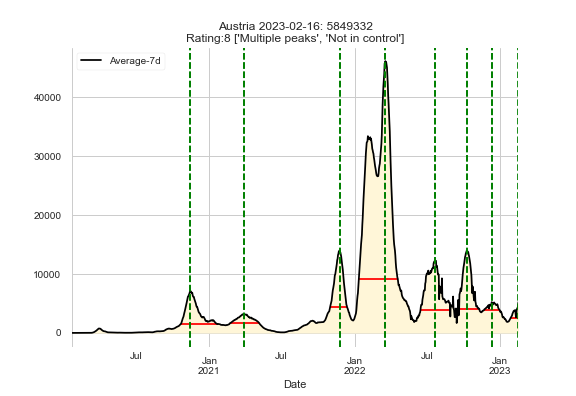 Austria 2023-02-16: 5849332
Rating:8 ['Multiple peaks', 'Not in control']
Average-7d
40000
30000
20000
10000
0
Jul
Jan
2021
Jul
Jan
2022
Jul
Jan
2023
Date